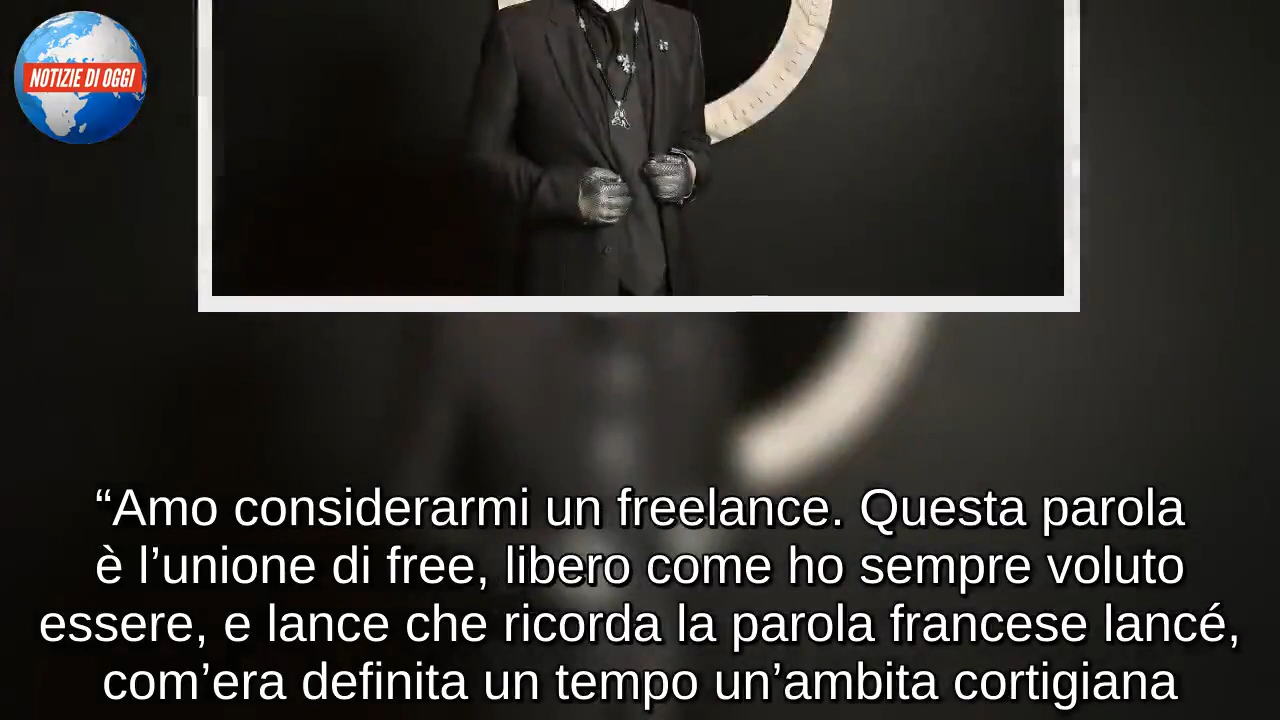 NOTIZIE DI OGGI
“Amo considerarmi un freelance. Questa parola
è l’unione di free, libero come ho sempre voluto
essere, e lance che ricorda la parola francese lancé,
com’era definita un tempo un’ambita cortigiana